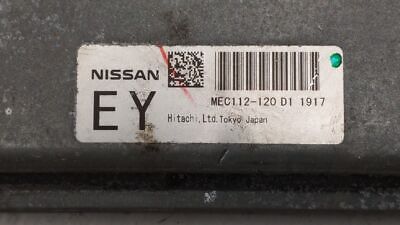 NISSAN
EY
MEC112-120 D1 1917
Hitachi,Ltd.Tokyo Japan